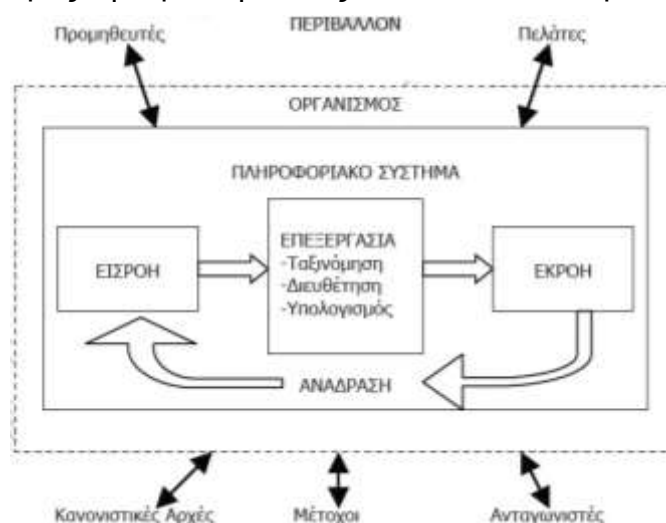 ΠΕΡΙΒΑΛΛΟΝ
Προμηθευτές
Πελάτες
ΟΡΓΑΝΙΣΜΟΣ
ΠΛΗΡΟΦΟΡΙΑΚΟ ΣΥΣΤΗΜΑ
ΕΙΣΡΟΗ
ΕΠΕΞΕΡΓΑΣΙΑ
-Ταξινόμηση
-Διευθέτηση
-Υπολογισμός
ΕΚΡΟΗ
ΑΝΑΔΡΑΣΗ
Κανονιστικές Αρχές
Μέτοχοι
Ανταγωνιστές